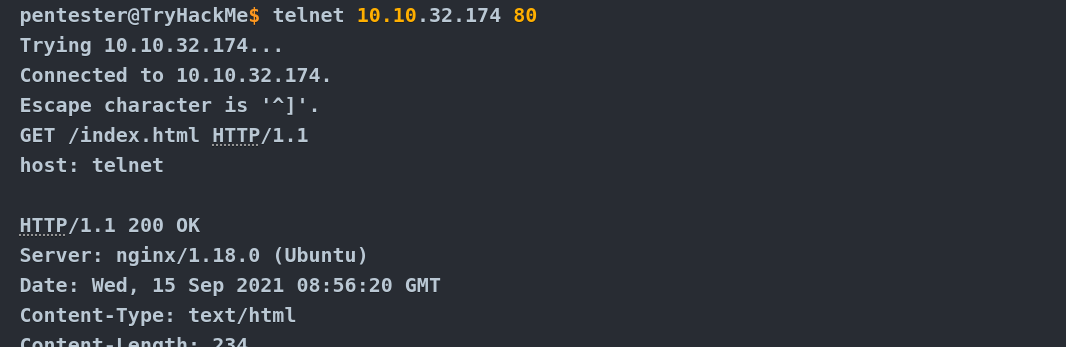 pentester@TryHackMe$ telnet 10.10.32.174 80
Trying 10.10.32.174...
Connected to 10.10.32.174.
Escape character is '^]'.
GET /index.html HTTP/1.1
host: telnet
HTTP/1.1 200 OK
Server: nginx/1.18.0 (Ubuntu)
Date: Wed, 15 Sep 2021 08:56:20 GMT
Content-Type: text/html
Content-Length: 234